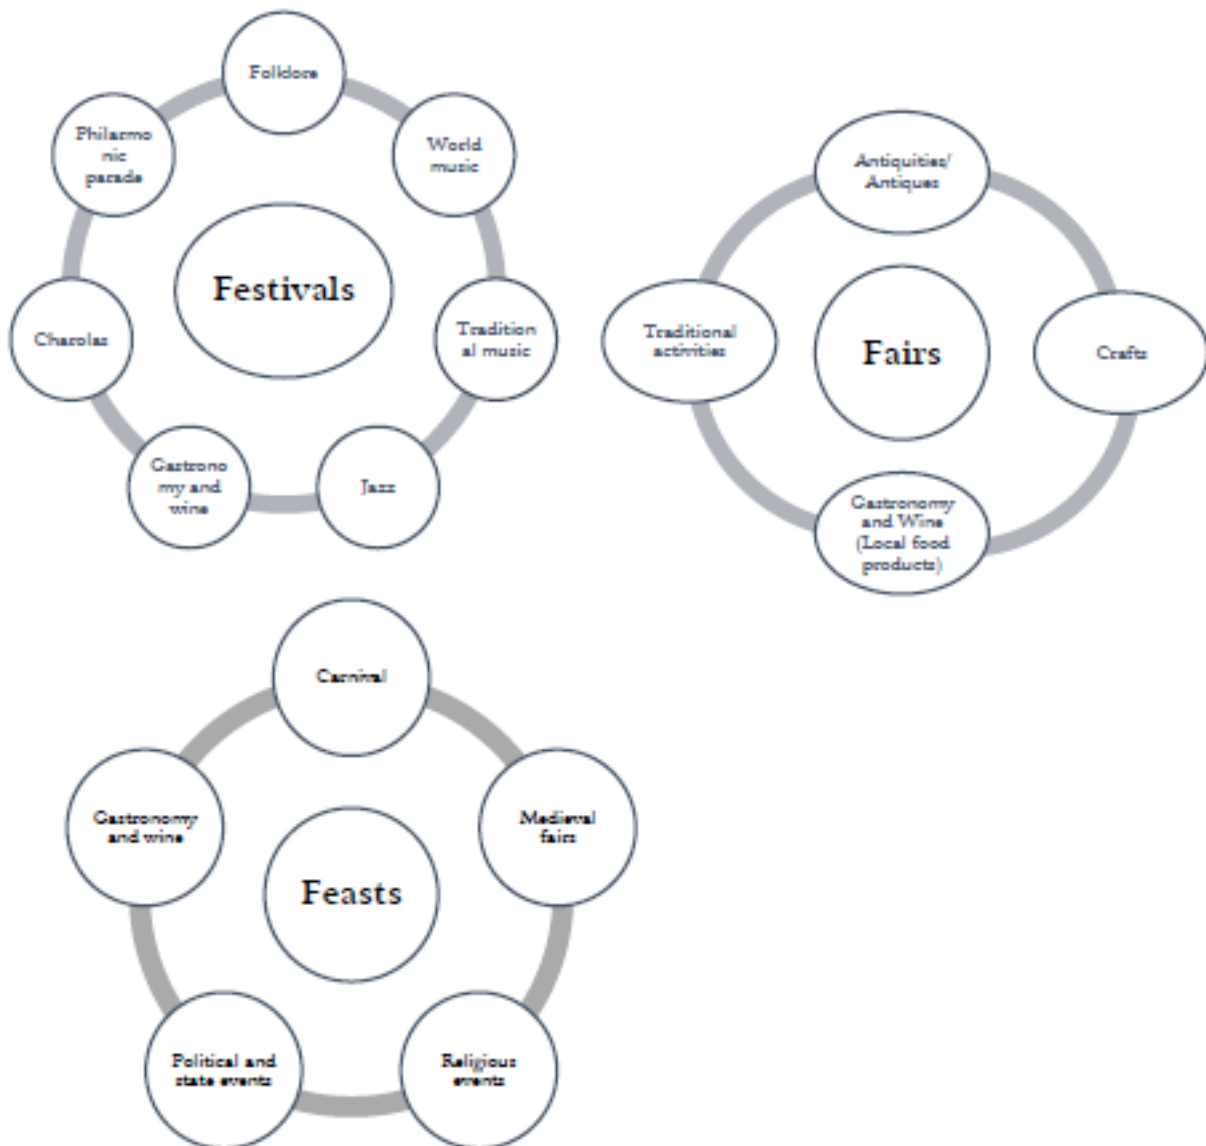 Folklore
World
music
Tradition
al music
Jazz
Gastrono
my and
wine
Charolas
Philarmo
nic
parade
Festivals
Antiquities/
Antiques
Crafts
Gastronomy
and Wine
(Local food
products)
Traditional
activities
Fairs
Carnival
Medieval
fairs
Religious
events
Political and
state events
Gastronomy
and wine
Feasts